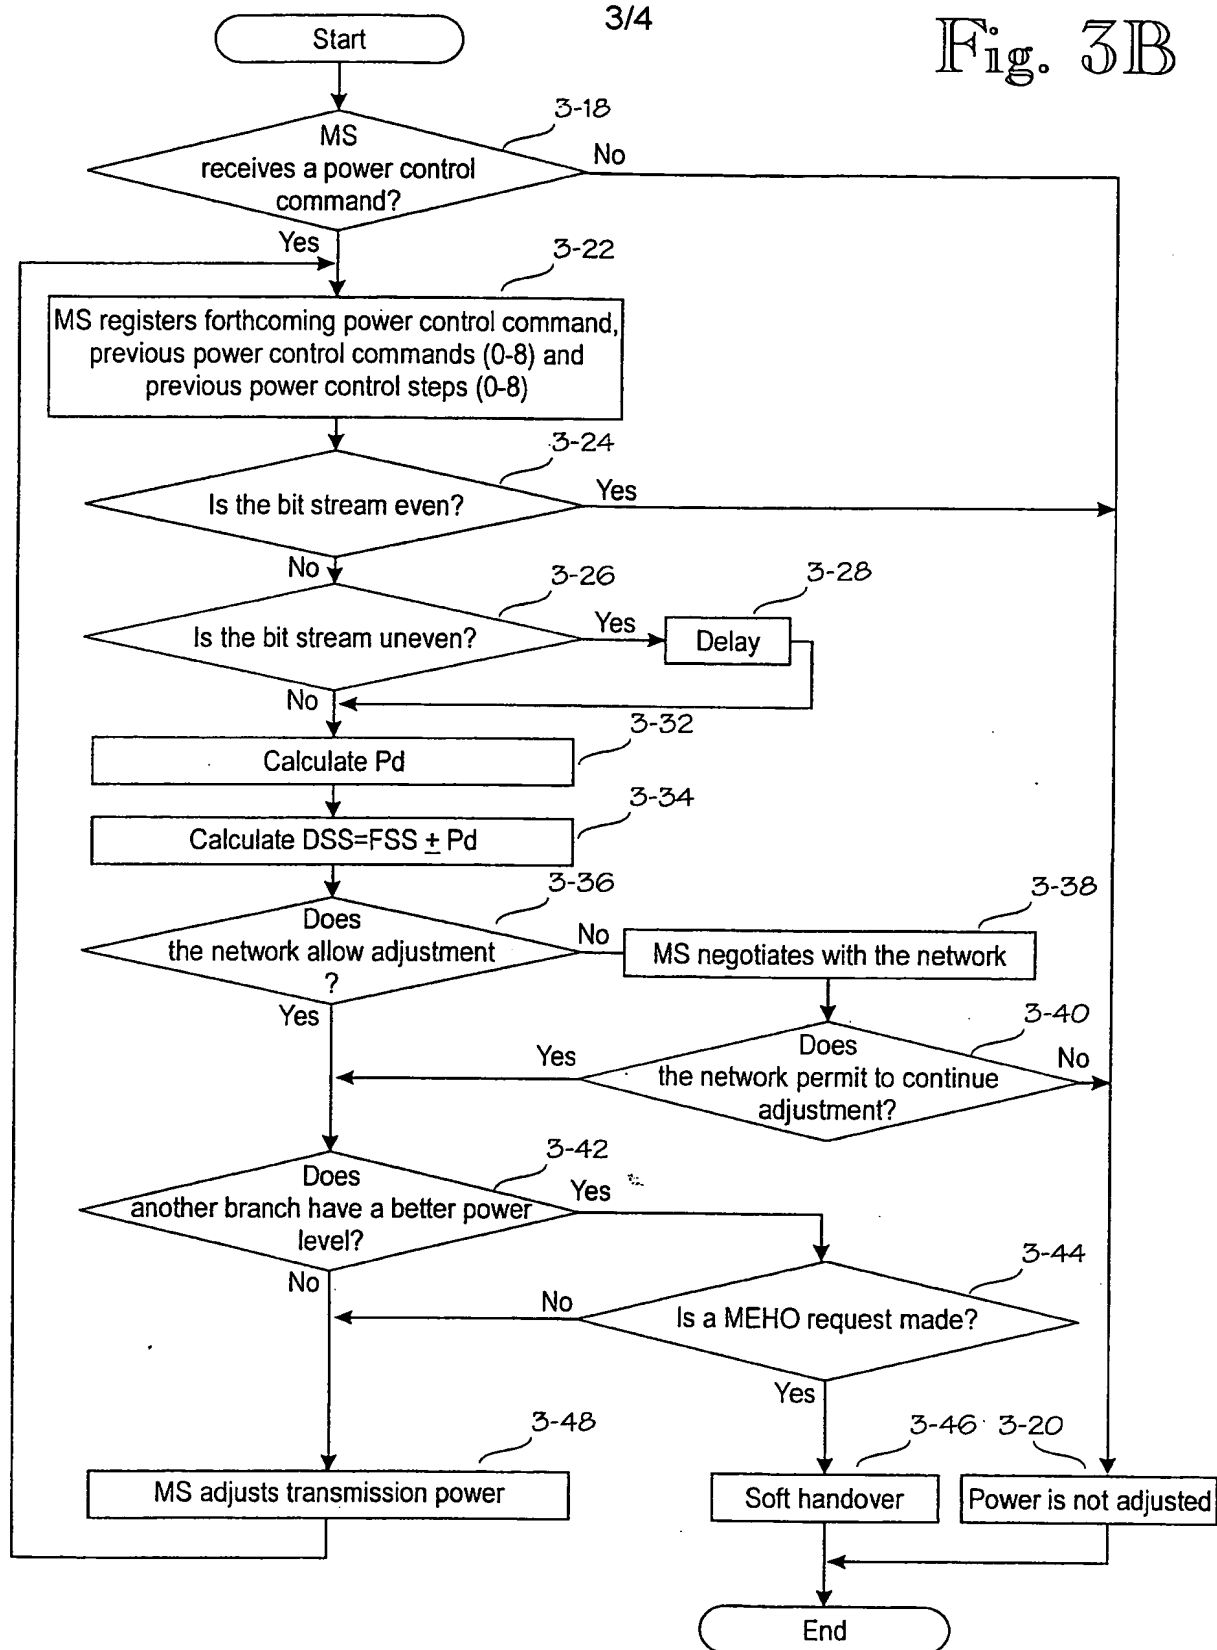 3/4
Fig. 3B
Start
3-18
MS
receives a power control
command?
No
Yes
3-22
MS registers forthcoming power control command,
previous power control commands (0-8) and
previous power control steps (0-8)
3-24
Is the bit stream even?
Yes
No
3-26
Is the bit stream uneven?
Yes
3-28
Delay
No
3-32
Calculate Pd
3-34
Calculate DSS=FSS ± Pd
3-36
Does
the network allow adjustment
?
No
3-38
MS negotiates with the network
Yes
3-40
Does
the network permit to continue
adjustment?
Yes
No
3-42
Does
another branch have a better power
level?
Yes
No
3-44
Is a MEHO request made?
No
Yes
3-48
MS adjusts transmission power
3-46
Soft handover
3-20
Power is not adjusted
End